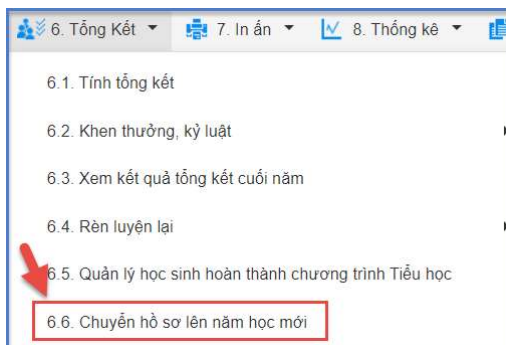 6. Tổng Kết 7. In ấn 8. Thống kê
6.1. Tính tổng kết
6.2. Khen thưởng, kỷ luật
6.3. Xem kết quả tổng kết cuối năm
6.4. Rèn luyện lại
6.5. Quản lý học sinh hoàn thành chương trình Tiểu học
6.6. Chuyển hồ sơ lên năm học mới